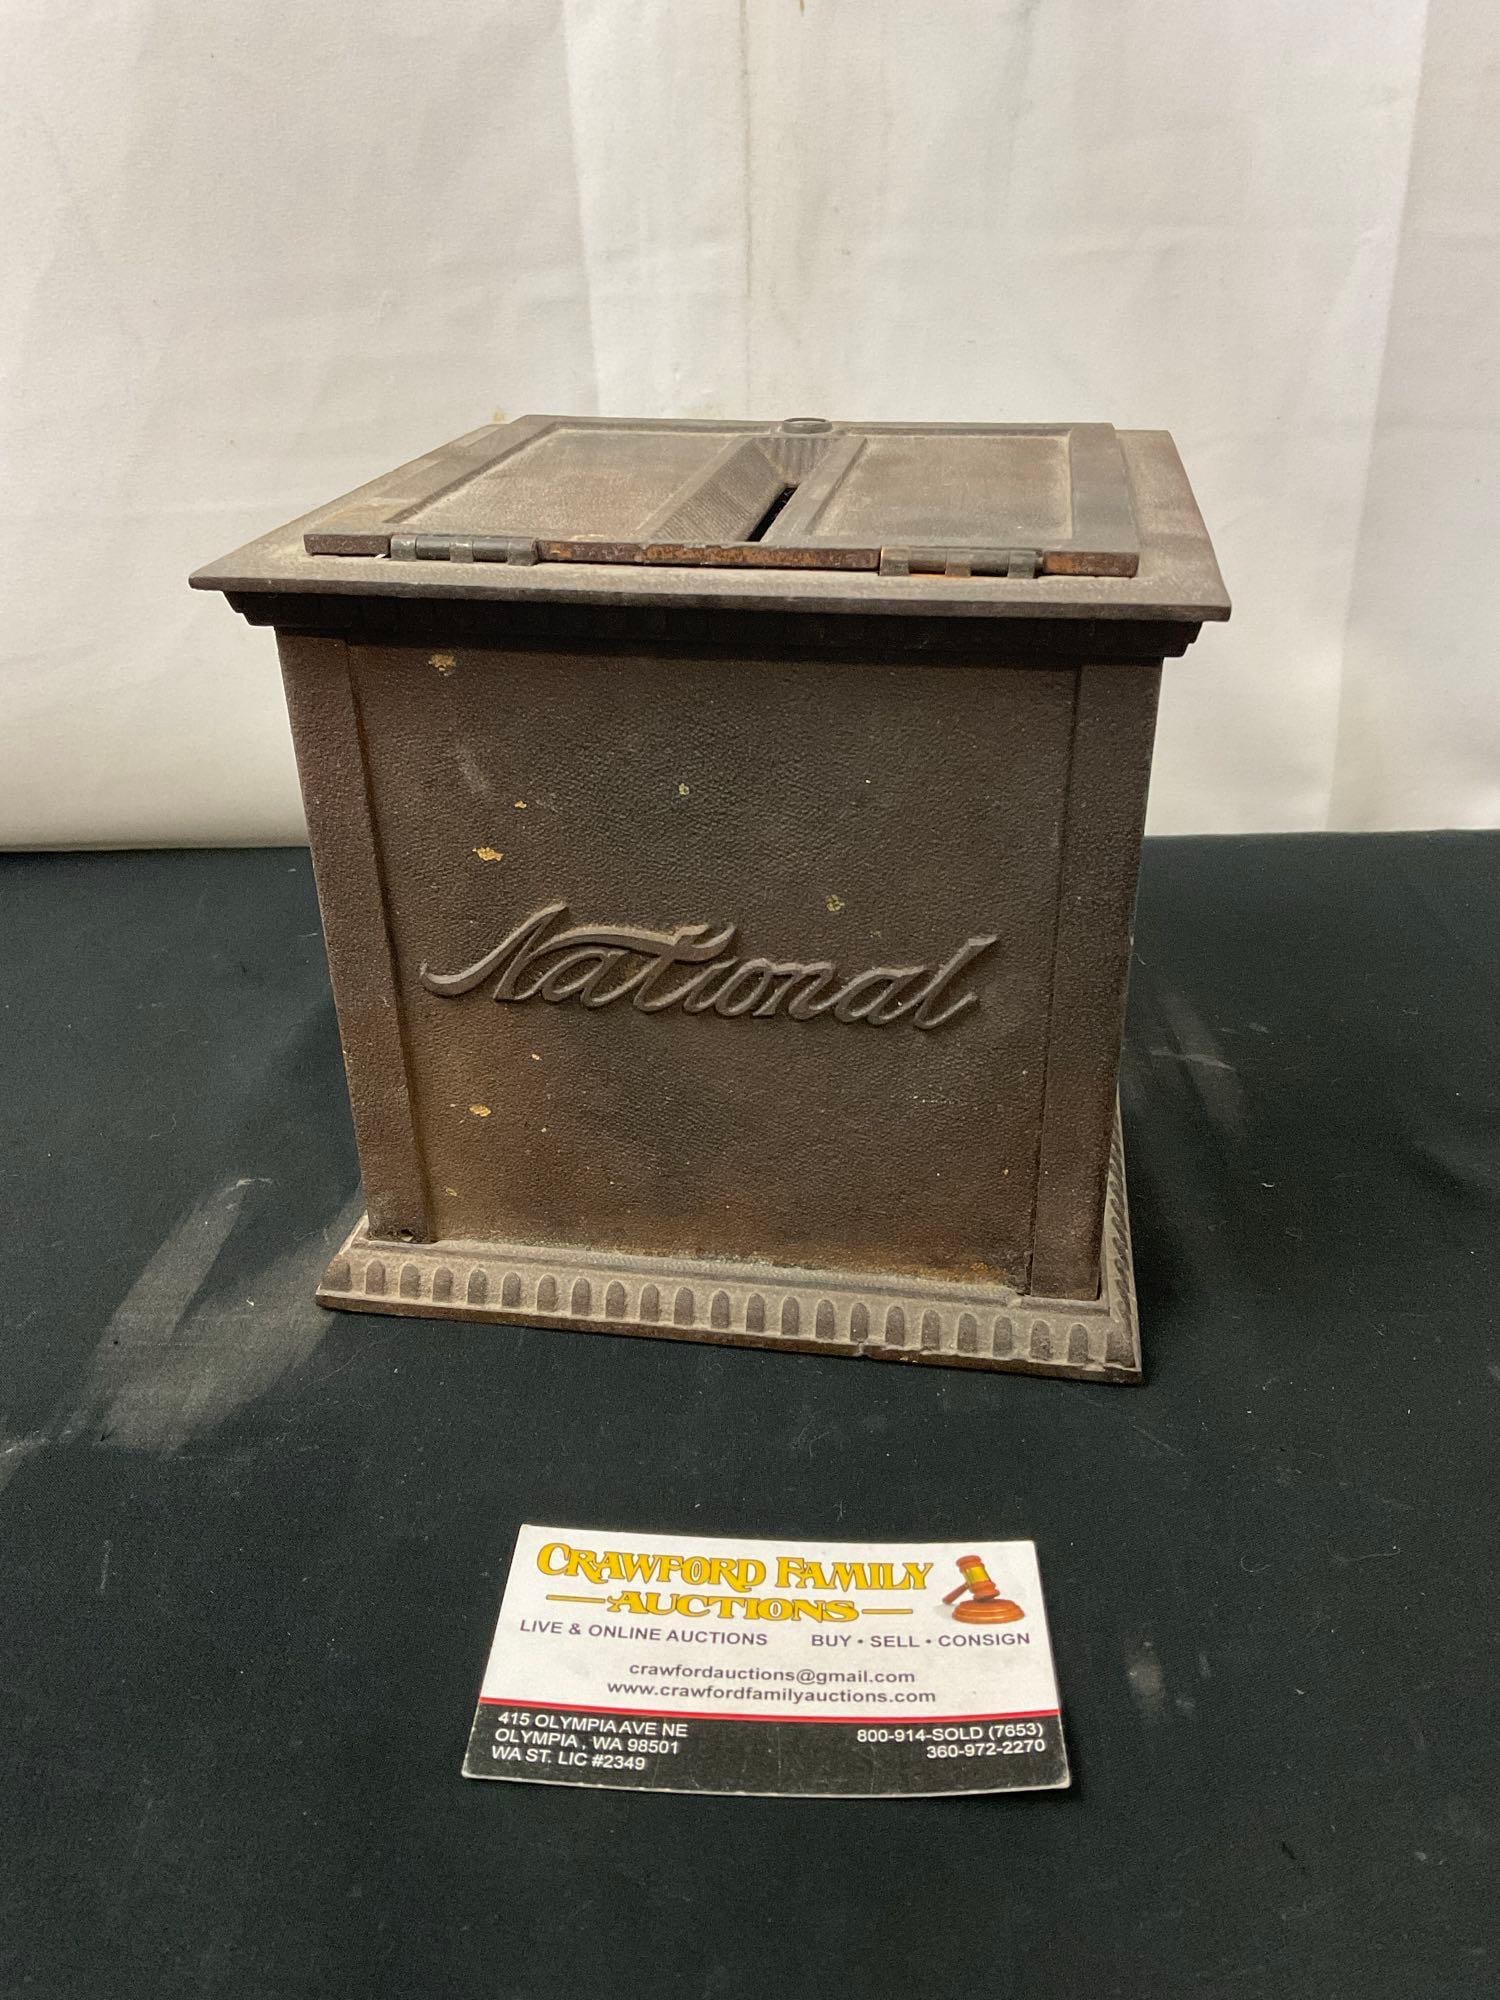 National
CRAWFORD FAMILY
AUCTIONS
LIVE & ONLINE AUCTIONS BUY • SELL • CONSIGN
crawfordauctions@gmail.com
www.crawfordfamilyauctions.com
415 OLYMPIA AVE NE
OLYMPIA , WA 98501
WA ST. LIC #2349
800-914-SOLD (7653)
360-972-2270